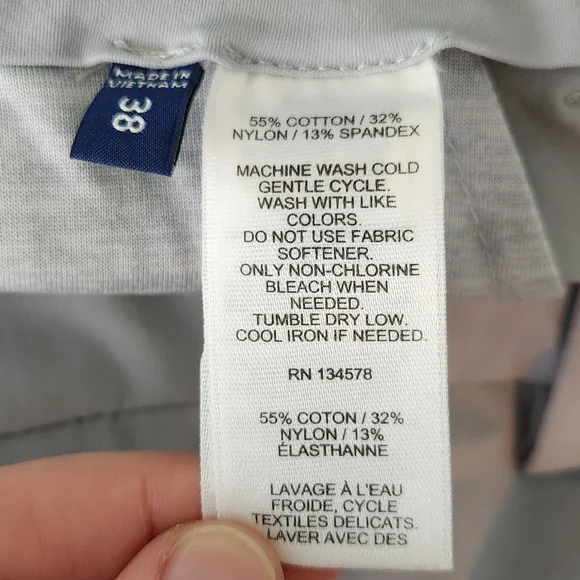 MADE IN
VIETNAM
38
55% COTTON / 32%
NYLON / 13% SPANDEX
MACHINE WASH COLD
GENTLE CYCLE.
WASH WITH LIKE
COLORS.
DO NOT USE FABRIC
SOFTENER.
ONLY NON-CHLORINE
BLEACH WHEN
NEEDED.
TUMBLE DRY LOW.
COOL IRON IF NEEDED.
RN 134578
55% COTON / 32%
NYLON / 13%
ÉLASTHANNE
LAVAGE À L'EAU
FROIDE, CYCLE
TEXTILES DELICATS.
LAVER AVEC DES